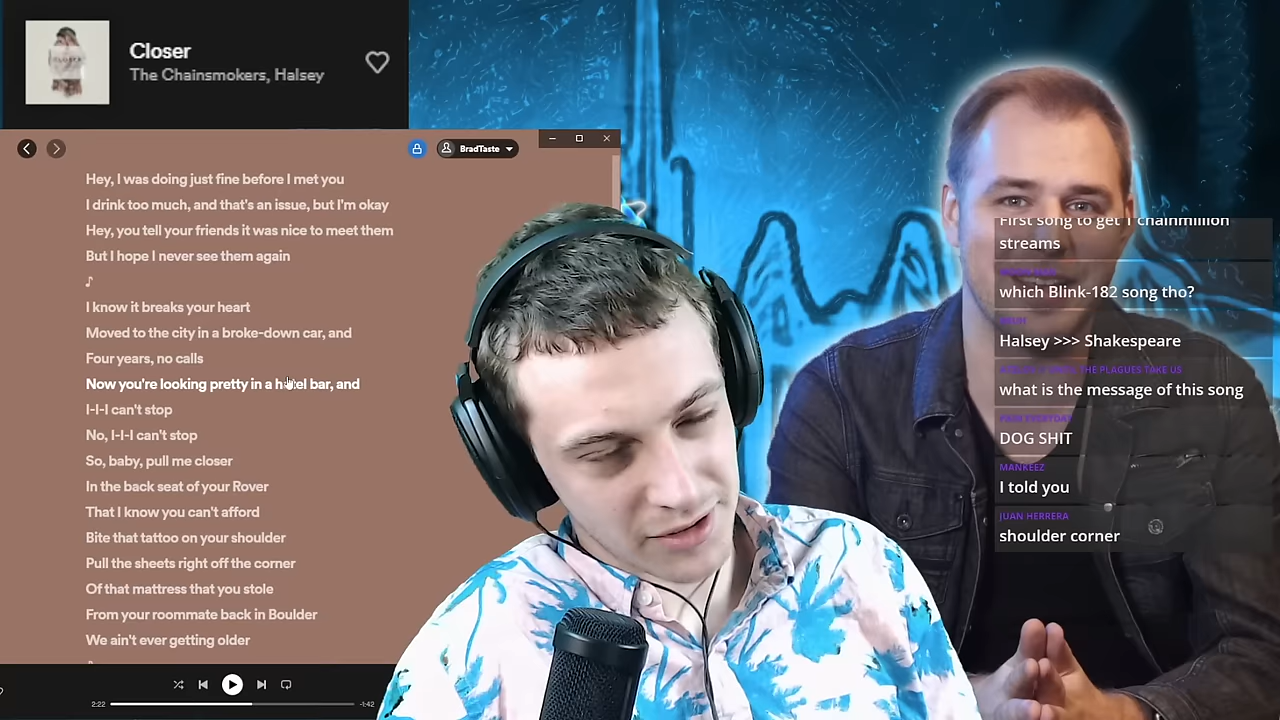 Closer
The Chainsmokers, Halsey
BradTaste
Hey, I was doing just fine before I met you
I drink too much, and that's an issue, but I'm okay
Hey, you tell your friends it was nice to meet them
But I hope I never see them again
♪
I know it breaks your heart
Moved to the city in a broke-down car, and
Four years, no calls
Now you're looking pretty in a hotel bar, and
I-I-I can't stop
No, I-I-I can't stop
So, baby, pull me closer
In the back seat of your Rover
That I know you can't afford
Bite that tattoo on your shoulder
Pull the sheets right off the corner
Of that mattress that you stole
From your roommate back in Boulder
We ain't ever getting older
2:22
-1:42
First song to get 1 chainmillion
streams
which Blink-182 song tho?
Halsey >>> Shakespeare
THE PLAGUES TAKE US
what is the message of this song
DOG SHIT
MANKEEZ
I told you
JUAN HERRERA
shoulder corner